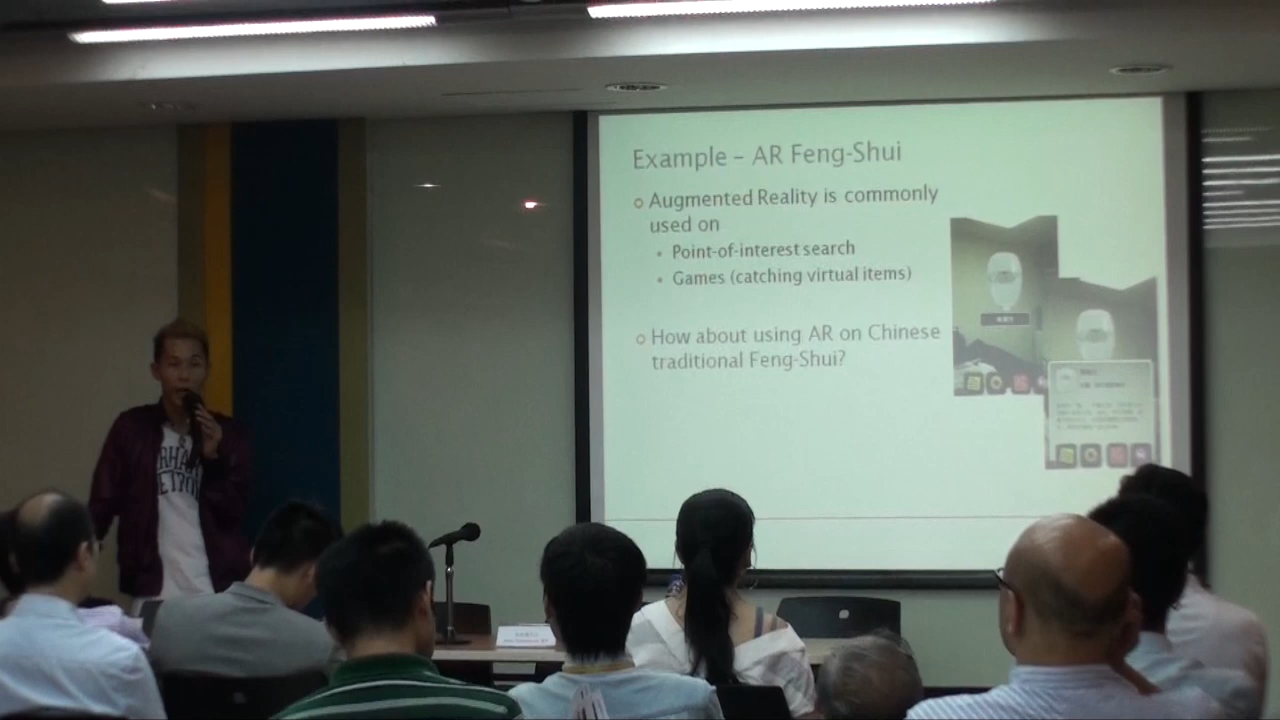 Example – AR Feng-Shui
Augmented Reality is commonly
used on
Point-of-interest search
Games (catching virtual items)
How about using AR on Chinese
traditional Feng-Shui?